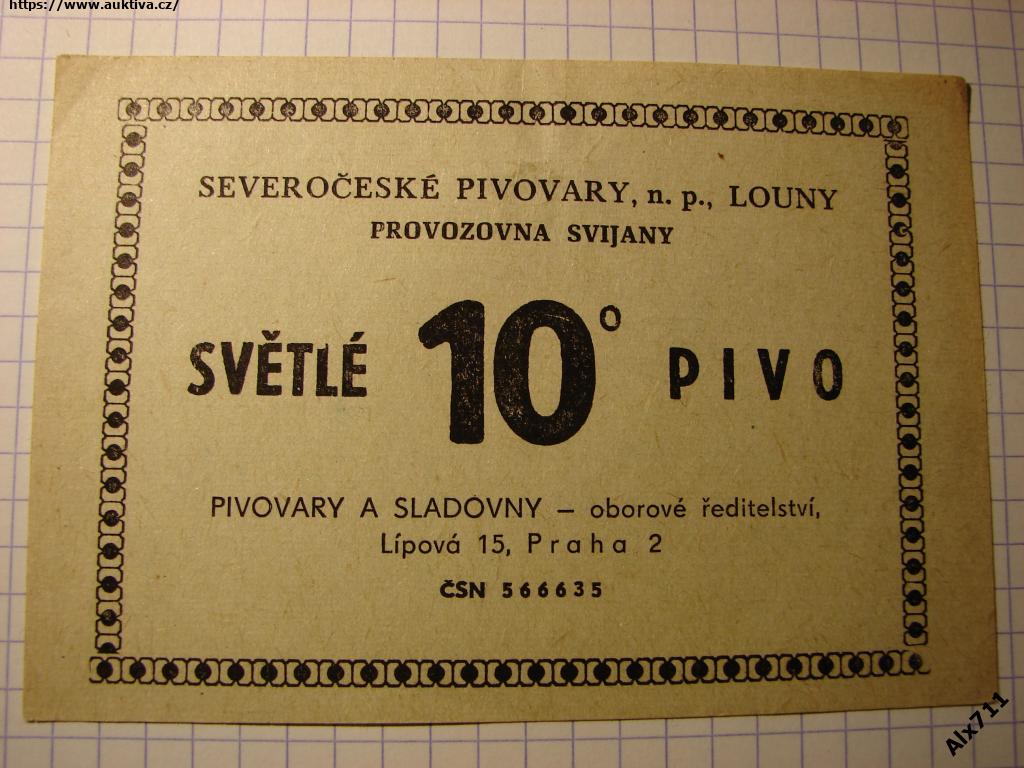 https://www.auktiva.cz/
SEVEROČESKÉ PIVOVARY, n. p., LOUNY
PROVOZOVNA SVIJANY
SVĚTLÉ 10° PIVO
PIVOVARY A SLADOVNY – oborové ředitelství,
Lípová 15, Praha 2
ČSN 566635
Alx711